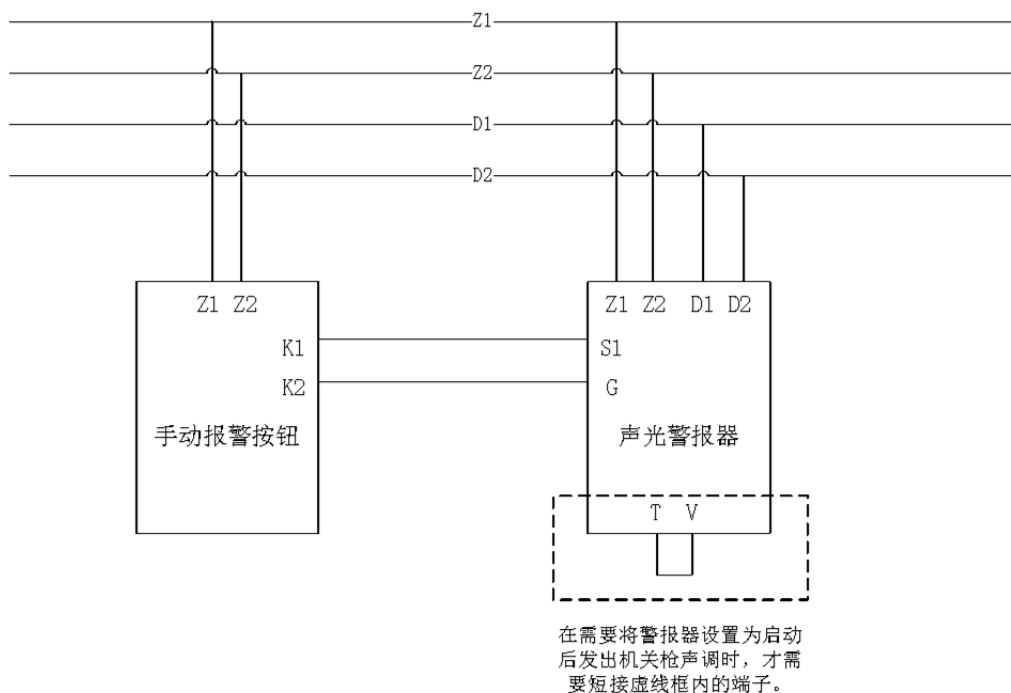 Z1
Z2
D1
D2
Z1 Z2
Z1 Z2 D1 D2
K1
S1
K2
G
手动报警按钮
声光警报器
T V
在需要将警报器设置为启动
后发出机关枪声调时，才需
要短接虚线框内的端子。